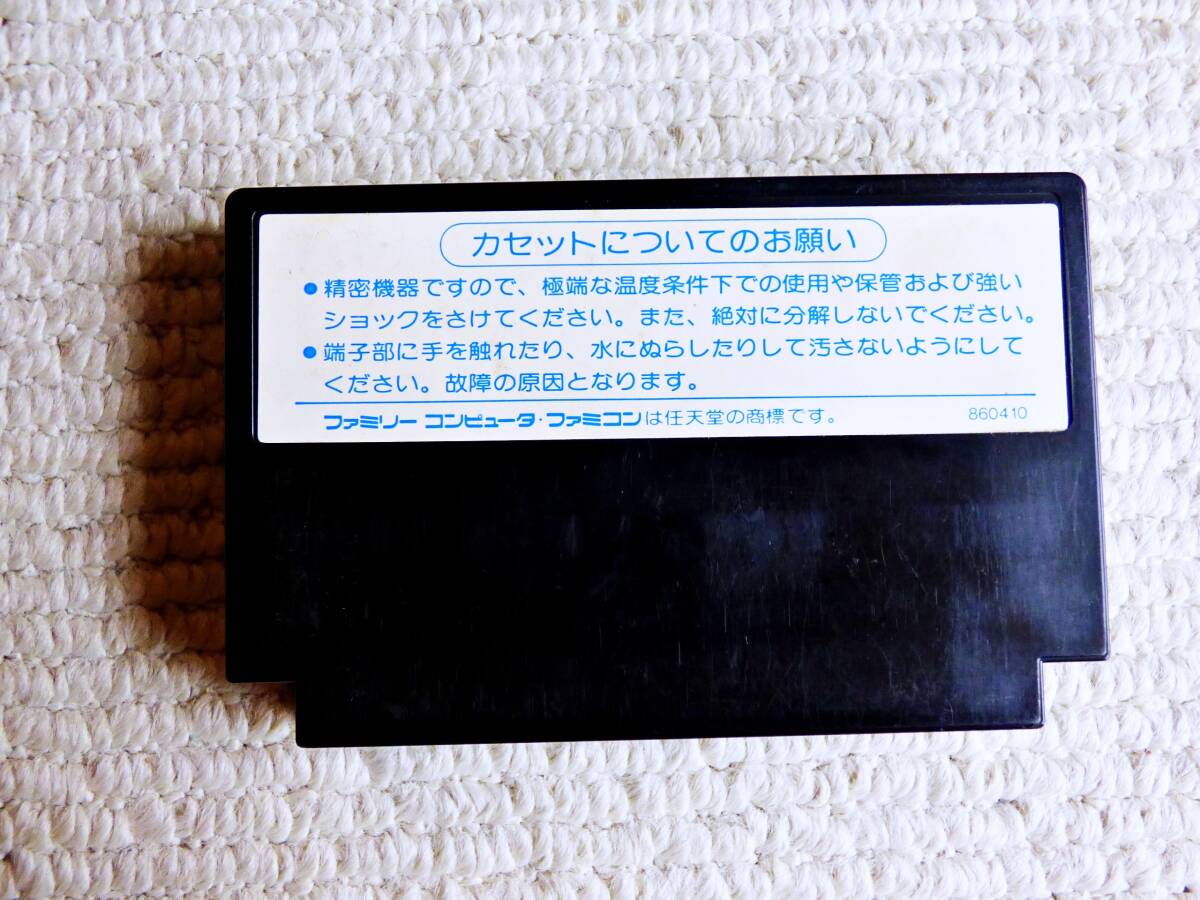 カセットについてのお願い
●精密機器ですので、極端な温度条件下での使用や保管および強い
ショックをさけてください。また、絶対に分解しないでください。
●端子部に手を触れたり、水にぬらしたりして汚さないようにして
ください。故障の原因となります。
ファミリー コンピュータ・ファミコンは任天堂の商標です。 860410